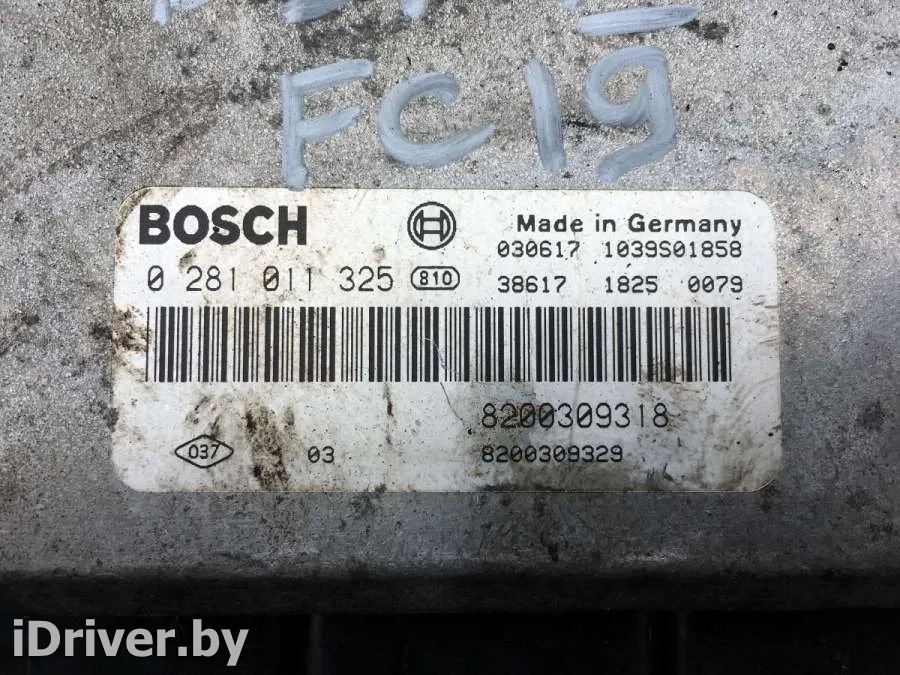 FC19
BOSCH
Made in Germany
030617 1039S01858
0 281 011 325 810
38617 1825 0079
8200309318
037 03 8200309329
iDriver.by